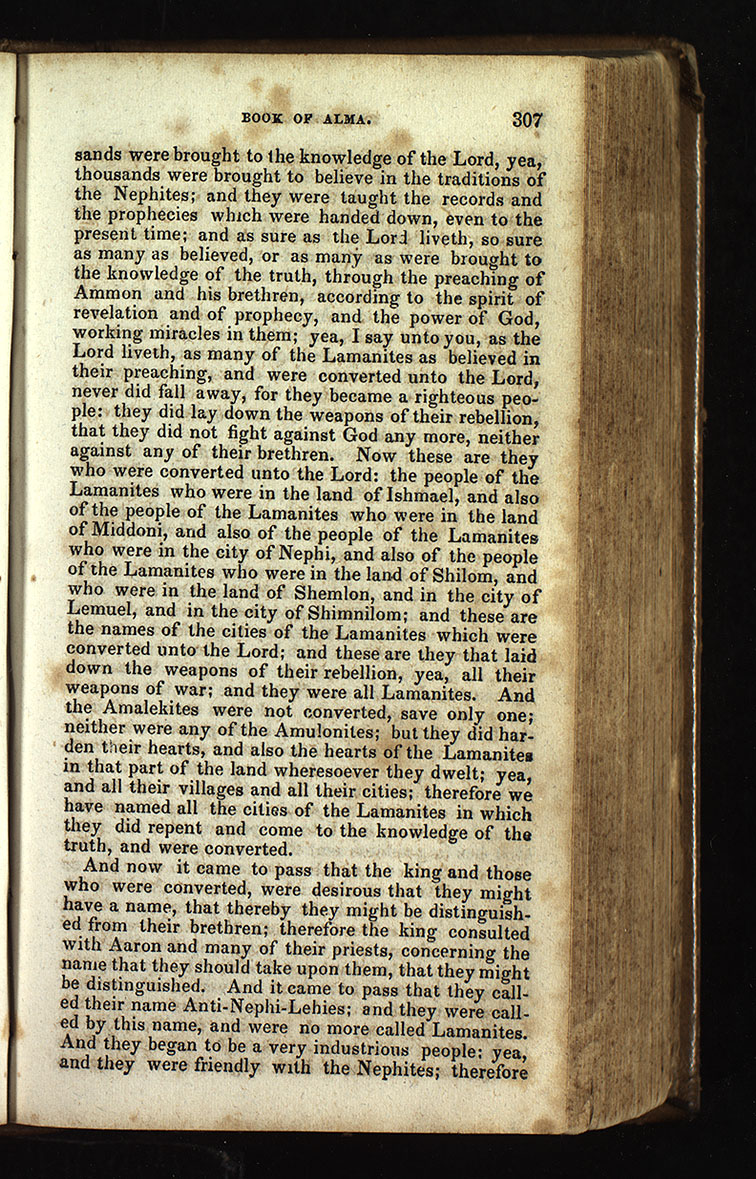 BOOK OF ALMA. 307
sands were brought to the knowledge of the Lord, yea,
thousands were brought to believe in the traditions of
the Nephites; and they were taught the records and
the prophecies which were handed down, even to the
present time; and as sure as the Lord liveth, so sure
as many as believed, or as many as were brought to
the knowledge of the truth, through the preaching of
Ammon and his brethren, according to the spirit of
revelation and of prophecy, and the power of God,
working miracles in them; yea, I say unto you, as the
Lord liveth, as many of the Lamanites as believed in
their preaching, and were converted unto the Lord,
never did fall away, for they became a righteous peo-
ple: they did lay down the weapons of their rebellion,
that they did not fight against God any more, neither
against any of their brethren. Now these are they
who were converted unto the Lord: the people of the
Lamanites who were in the land of Ishmael, and also
of the people of the Lamanites who were in the land
of Middoni, and also of the people of the Lamanites
who were in the city of Nephi, and also of the people
of the Lamanites who were in the land of Shilom, and
who were in the land of Shemlon, and in the city of
Lemuel, and in the city of Shimnilom; and these are
the names of the cities of the Lamanites which were
converted unto the Lord; and these are they that laid
down the weapons of their rebellion, yea, all their
weapons of war; and they were all Lamanites. And
the Amalekites were not converted, save only one;
neither were any of the Amulonites; but they did har-
den their hearts, and also the hearts of the Lamanites
in that part of the land wheresoever they dwelt; yea,
and all their villages and all their cities; therefore we
have named all the cities of the Lamanites in which
they did repent and come to the knowledge of the
truth, and were converted.
And now it came to pass that the king and those
who were converted, were desirous that they might
have a name, that thereby they might be distinguish-
ed from their brethren; therefore the king consulted
with Aaron and many of their priests, concerning the
name that they should take upon them, that they might
be distinguished. And it came to pass that they call-
ed their name Anti-Nephi-Lehies; and they were call-
ed by this name, and were no more called Lamanites.
And they began to be a very industrious people; yea,
and they were friendly with the Nephites; therefore